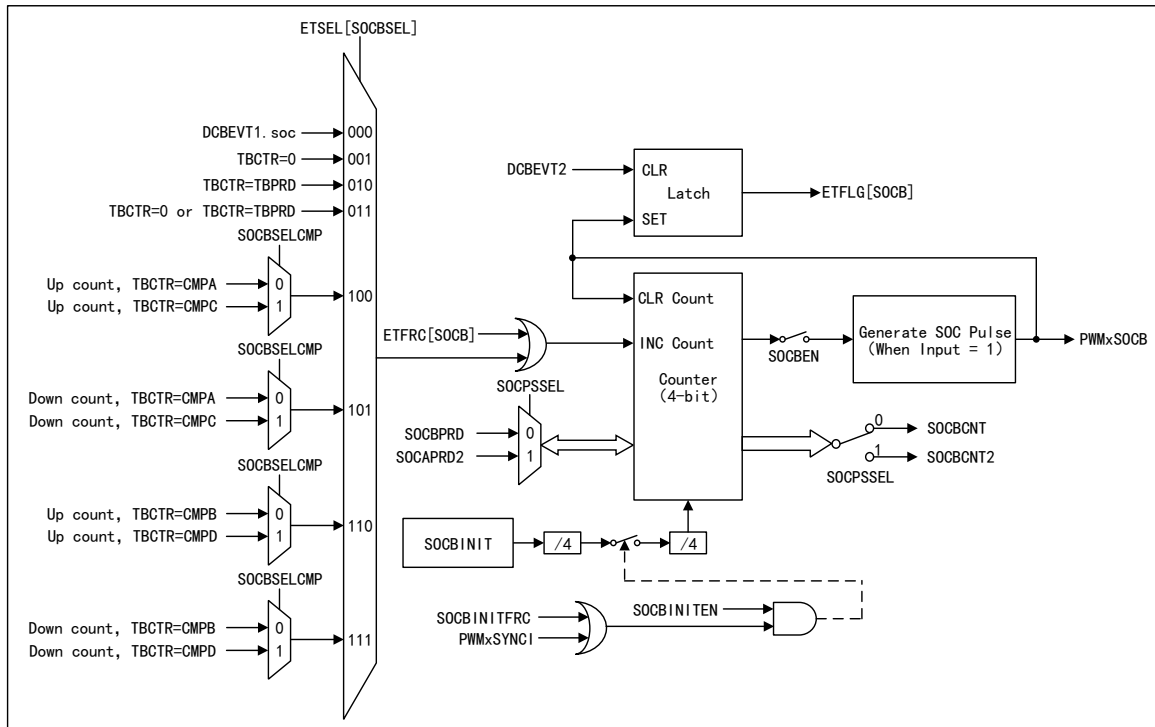 ETSEL[SOCBSEL]
DCBEVT1.soc
000
TBCTR=0
001
TBCTR=TBPRD
010
TBCTR=0 or TBCTR=TBPRD
011
SOCBSELCMP
Up count, TBCTR=CMPA
0
Up count, TBCTR=CMPC
1
100
SOCBSELCMP
Down count, TBCTR=CMPA
0
Down count, TBCTR=CMPC
1
101
SOCBSELCMP
Up count, TBCTR=CMPB
0
Up count, TBCTR=CMPD
1
110
SOCBSELCMP
Down count, TBCTR=CMPB
0
Down count, TBCTR=CMPD
1
111
DCBEVT2
CLR
Latch
SET
ETFLG[SOCB]
ETFRC[SOCB]
CLR Count
INC Count
Counter
(4-bit)
SOCBEN
Generate SOC Pulse
(When Input = 1)
PWMxSOCB
SOCPSSEL
SOCBPRD
0
SOCAPRD2
1
0
SOCBCNT
1
SOCBCNT2
SOCPSSEL
SOCBINIT
/4
/4
SOCBINITFRC
PWMxSYNCI
SOCBINITEN